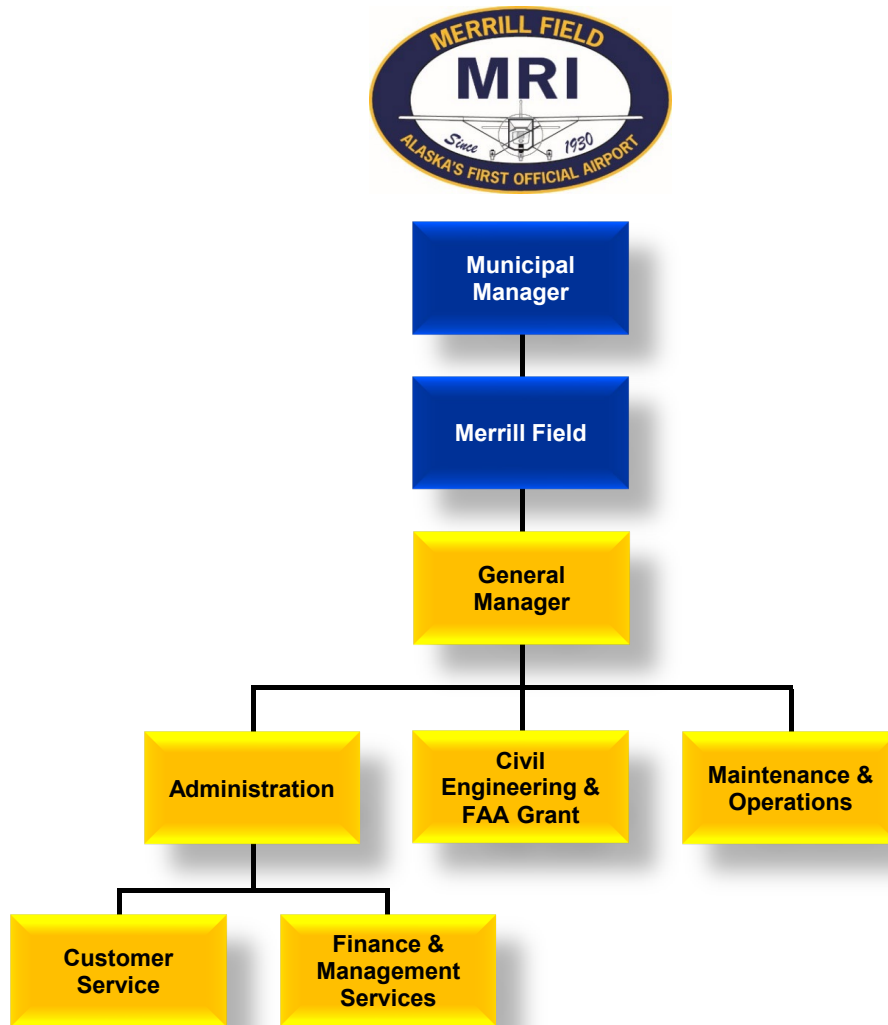 MERRILL FIELD
MRI
Since 1930
ALASKA'S FIRST OFFICIAL AIRPORT
Municipal
Manager
Merrill Field
General
Manager
Administration
Civil
Engineering &
FAA Grant
Maintenance &
Operations
Customer
Service
Finance &
Management
Services